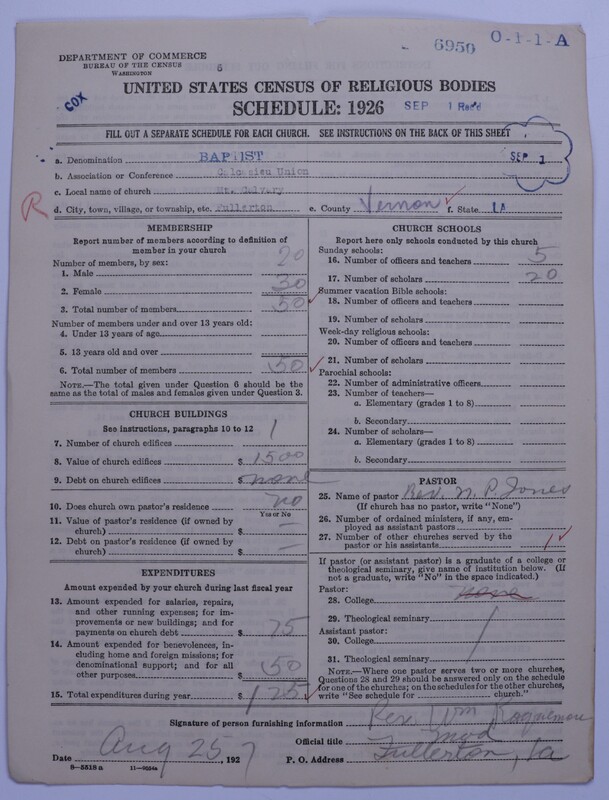 6950 O-1-1-A
DEPARTMENT OF COMMERCE
BUREAU OF THE CENSUS
WASHINGTON
6
COX
UNITED STATES CENSUS OF RELIGIOUS BODIES
SCHEDULE: 1926
SEP 1 Rec'd
FILL OUT A SEPARATE SCHEDULE FOR EACH CHURCH. SEE INSTRUCTIONS ON THE BACK OF THIS SHEET
SEP 1
a. Denomination BAPTIST
b. Association or Conference Calcasieu Union
c. Local name of church Mt. Calvary
R
d. City, town, village, or township, etc. Fullerton e. County Vernon f. State LA
MEMBERSHIP
Report number of members according to definition of
member in your church
Number of members, by sex:
1. Male 20
2. Female 30
3. Total number of members 50
Number of members under and over 13 years old:
4. Under 13 years of age
5. 13 years old and over
6. Total number of members 50
NOTE.—The total given under Question 6 should be the
same as the total of males and females given under Question 3.
CHURCH BUILDINGS
See instructions, paragraphs 10 to 12
7. Number of church edifices 1
8. Value of church edifices $ 1500
9. Debt on church edifices $ none
10. Does church own pastor's residence no
Yes or No
11. Value of pastor's residence (if owned by
church) $ —
12. Debt on pastor's residence (if owned by
church) $ —
EXPENDITURES
Amount expended by your church during last fiscal year
13. Amount expended for salaries, repairs,
and other running expenses; for im-
provements or new buildings; and for
payments on church debt $ 75
14. Amount expended for benevolences, in-
cluding home and foreign missions; for
denominational support; and for all
other purposes $ 50
15. Total expenditures during year $ 125
CHURCH SCHOOLS
Report here only schools conducted by this church
Sunday schools:
16. Number of officers and teachers 5
17. Number of scholars 20
Summer vacation Bible schools:
18. Number of officers and teachers
19. Number of scholars
Week-day religious schools:
20. Number of officers and teachers
21. Number of scholars
Parochial schools:
22. Number of administrative officers
23. Number of teachers—
a. Elementary (grades 1 to 8)
b. Secondary
24. Number of scholars—
a. Elementary (grades 1 to 8)
b. Secondary
PASTOR
25. Name of pastor Rev. N. P. Jones
(If church has no pastor, write "None")
26. Number of ordained ministers, if any, em-
ployed as assistant pastors
27. Number of other churches served by the
pastor or his assistants 1
If pastor (or assistant pastor) is a graduate of a college or
theological seminary, give name of institution below. (If
not a graduate, write "No" in the space indicated.)
Pastor:
28. College
29. Theological seminary
Assistant pastor:
30. College
31. Theological seminary
NOTE.—Where one pastor serves two or more churches,
Questions 28 and 29 should be answered only on the schedule
for one of the churches; on the schedules for the other churches,
write "See schedule for church."
Signature of person furnishing information Rev. Wm Roquemore
Official title Mod
Date Aug 25, 1927 P. O. Address Fullerton, La
8—5518 a 11—9254a